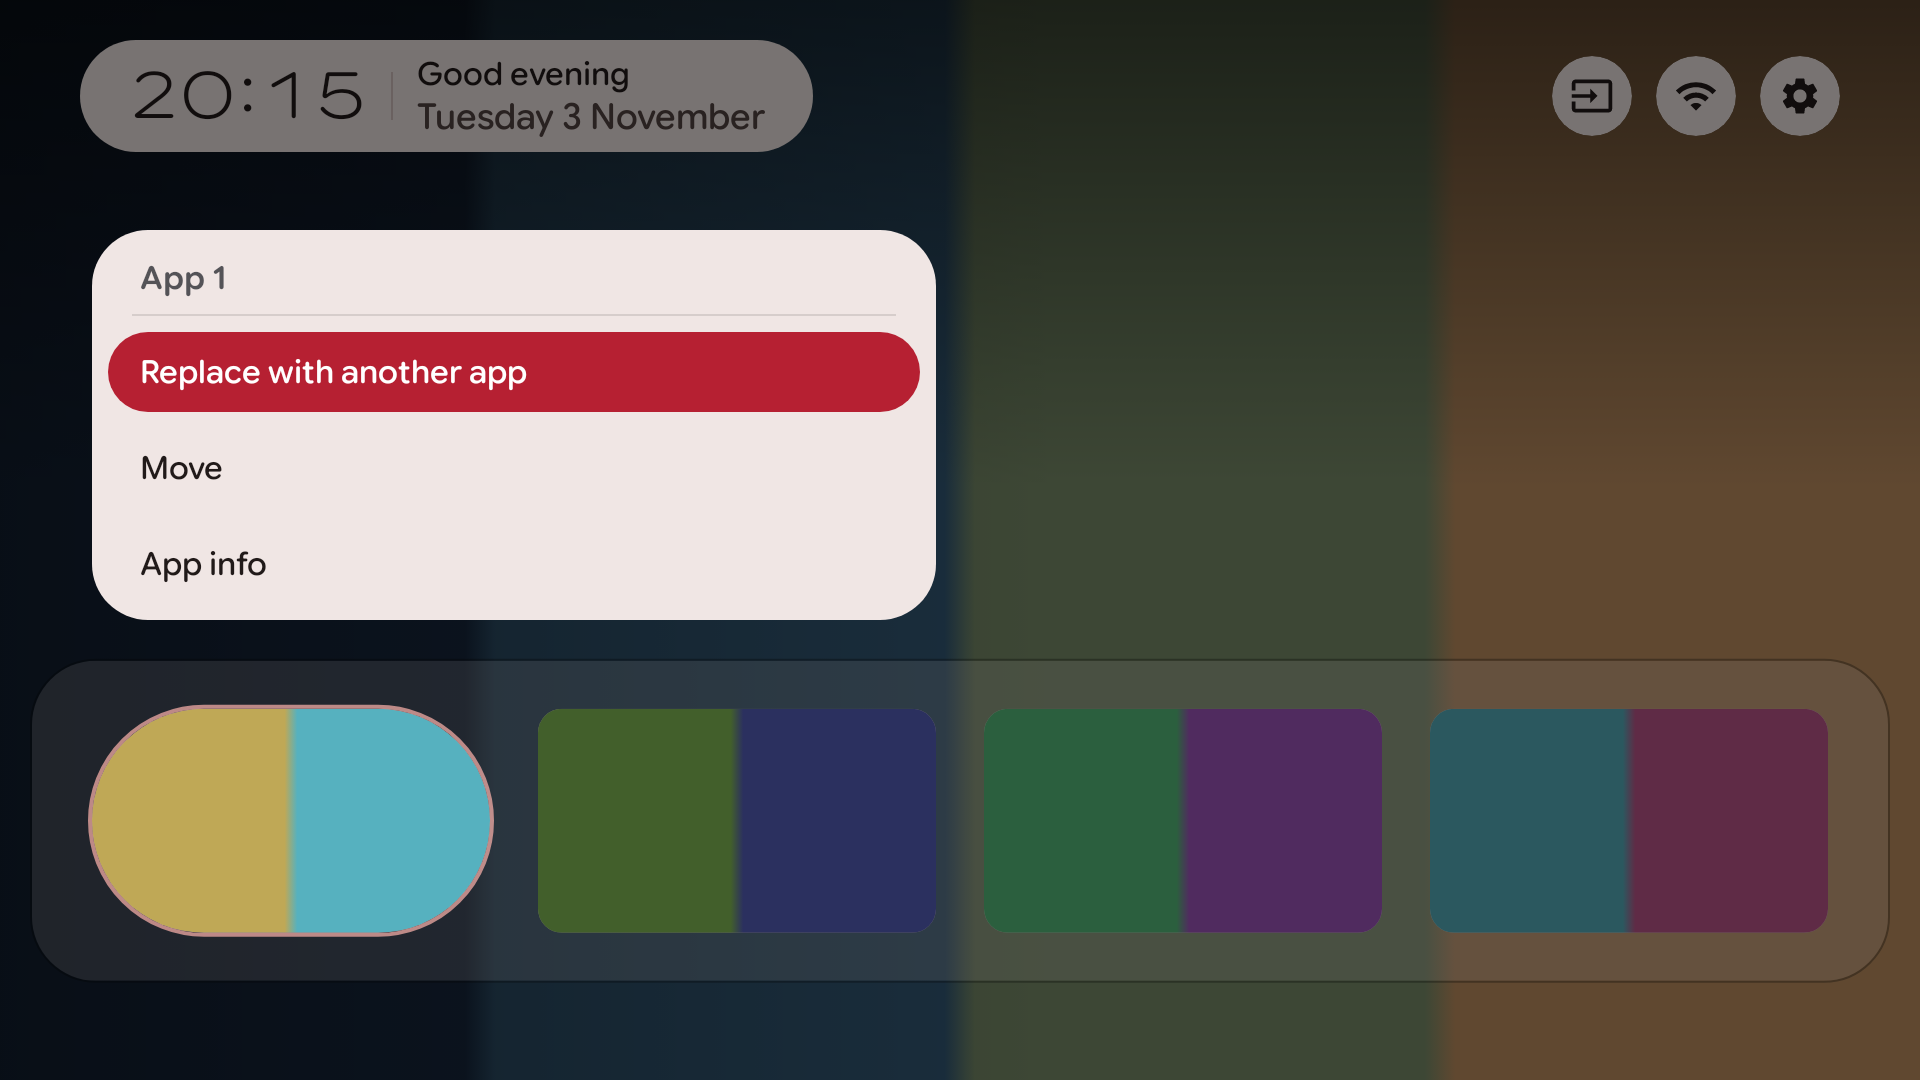 20:15
Good evening
Tuesday 3 November
App 1
Replace with another app
Move
App info